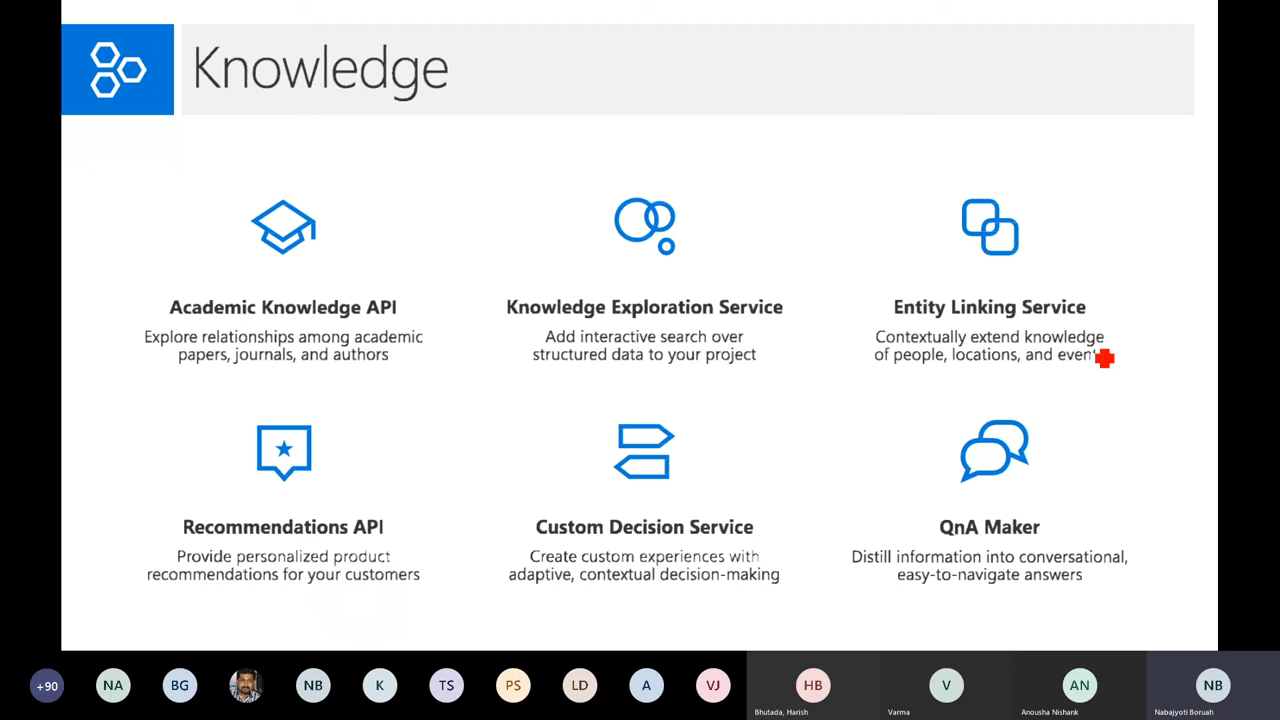 Knowledge
Academic Knowledge API
Explore relationships among academic
papers, journals, and authors
Knowledge Exploration Service
Add interactive search over
structured data to your project
Entity Linking Service
Contextually extend knowledge
of people, locations, and event
Recommendations API
Provide personalized product
recommendations for your customers
Custom Decision Service
Create custom experiences with
adaptive, contextual decision-making
QnA Maker
Distill information into conversational,
easy-to-navigate answers
+90
NA
BG
NB
K
TS
PS
LD
A
VJ
HB
V
AN
NB
Bhutada, Harish
Varma
Anousha Nishank
Nabajyoti Boruah